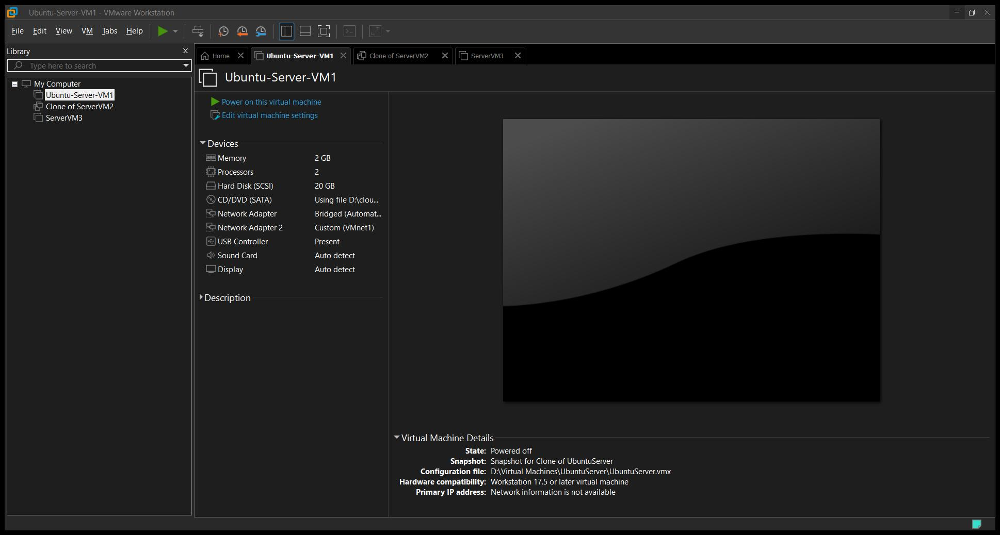 Ubuntu-Server-VM1 - VMware Workstation
File Edit View VM Tabs Help
Library
Type here to search
My Computer
Ubuntu-Server-VM1
Clone of ServerVM2
ServerVM3
Home
Ubuntu-Server-VM1
Clone of ServerVM2
ServerVM3
Ubuntu-Server-VM1
Power on this virtual machine
Edit virtual machine settings
Devices
Memory 2 GB
Processors 2
Hard Disk (SCSI) 20 GB
CD/DVD (SATA) Using file D:\clou...
Network Adapter Bridged (Automat...
Network Adapter 2 Custom (VMnet1)
USB Controller Present
Sound Card Auto detect
Display Auto detect
Description
Virtual Machine Details
State: Powered off
Snapshot: Snapshot for Clone of UbuntuServer
Configuration file: D:\Virtual Machines\UbuntuServer\UbuntuServer.vmx
Hardware compatibility: Workstation 17.5 or later virtual machine
Primary IP address: Network information is not available